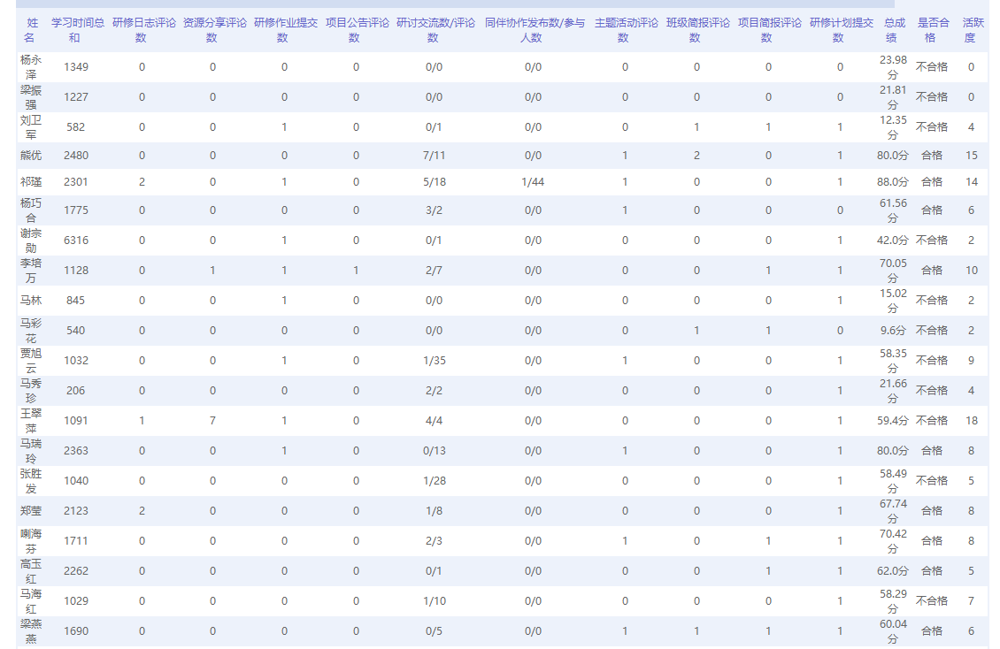 姓名 学习时间总和 研修日志评论数 资源分享评论数 研修作业提交数 项目公告评论数 研讨交流数/评论数 同伴协作发布数/参与人数 主题活动评论数 班级简报评论数 项目简报评论数 研修计划提交数 总成绩 是否合格 活跃度
杨永泽 1349 0 0 0 0 0/0 0/0 0 0 0 0 23.98分 不合格 0
梁振强 1227 0 0 0 0 0/0 0/0 0 0 0 0 21.81分 不合格 0
刘卫军 582 0 0 1 0 0/1 0/0 0 1 1 1 12.35分 不合格 4
熊优 2480 0 0 0 0 7/11 0/0 1 2 0 1 80.0分 合格 15
祁瑾 2301 2 0 1 0 5/18 1/44 1 0 0 1 88.0分 合格 14
杨巧合 1775 0 0 0 0 3/2 0/0 1 0 0 0 61.56分 合格 6
谢宗勋 6316 0 0 1 0 0/1 0/0 0 0 0 1 42.0分 不合格 2
李培万 1128 0 1 1 1 2/7 0/0 0 0 1 1 70.05分 合格 10
马林 845 0 0 1 0 0/0 0/0 0 0 0 1 15.02分 不合格 2
马彩花 540 0 0 0 0 0/0 0/0 0 1 1 0 9.6分 不合格 2
贾旭云 1032 0 0 1 0 1/35 0/0 1 0 0 1 58.35分 不合格 9
马秀珍 206 0 0 0 0 2/2 0/0 0 0 0 1 21.66分 不合格 4
王翠萍 1091 1 7 1 0 4/4 0/0 0 0 0 1 59.4分 不合格 18
马瑞玲 2363 0 0 1 0 0/13 0/0 1 0 0 1 80.0分 合格 8
张胜发 1040 0 0 0 0 1/28 0/0 0 0 0 1 58.49分 不合格 5
郑莹 2123 2 0 0 0 1/8 0/0 0 0 0 1 67.74分 合格 8
喇海芬 1711 0 0 0 0 2/3 0/0 1 0 1 1 70.42分 合格 8
高玉红 2262 0 0 0 0 0/1 0/0 0 0 1 1 62.0分 合格 5
马海红 1029 0 0 0 0 1/10 0/0 0 0 0 1 58.29分 不合格 7
梁燕燕 1690 0 0 0 0 0/5 0/0 1 1 1 1 60.04分 合格 6